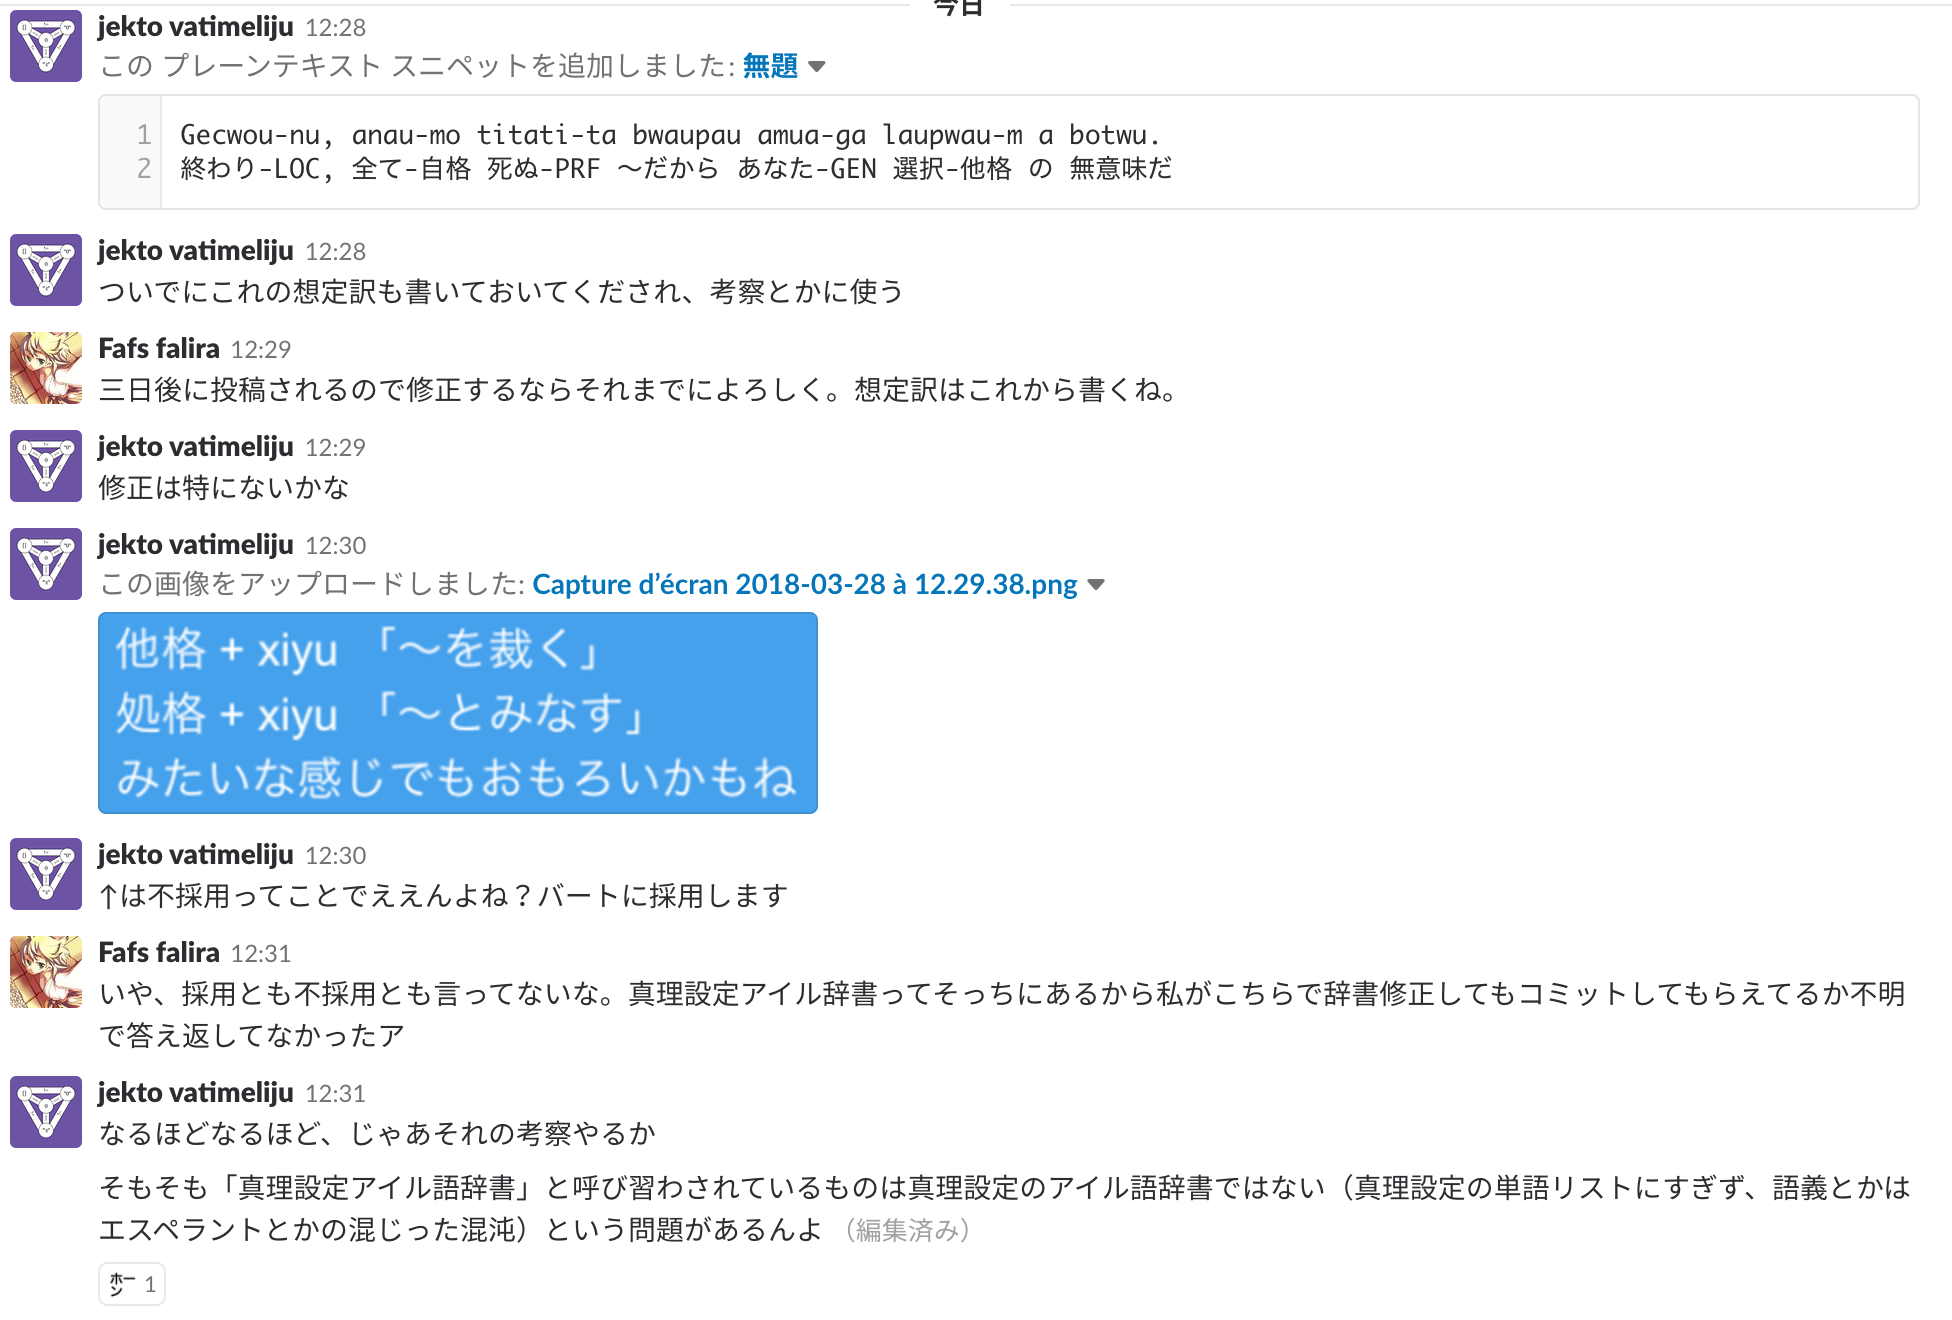 今日
jekto vatimeliju 12:28
この プレーンテキスト スニペットを追加しました: 無題
1 Gecwou-nu, anau-mo titati-ta bwaupau amua-ga laupwau-m a botwu.
2 終わり-LOC, 全て-自格 死ぬ-PRF 〜だから あなた-GEN 選択-他格 の 無意味だ
jekto vatimeliju 12:28
ついでにこれの想定訳も書いておいてくだされ、考察とかに使う
Fafs falira 12:29
三日後に投稿されるので修正するならそれまでによろしく。想定訳はこれから書くね。
jekto vatimeliju 12:29
修正は特にないかな
jekto vatimeliju 12:30
この画像をアップロードしました: Capture d’écran 2018-03-28 à 12.29.38.png
他格 + xiyu 「〜を裁く」
処格 + xiyu 「〜とみなす」
みたいな感じでもおもろいかもね
jekto vatimeliju 12:30
↑は不採用ってことでええんよね？バートに採用します
Fafs falira 12:31
いや、採用とも不採用とも言ってないな。真理設定アイル辞書ってそっちにあるから私がこちらで辞書修正してもコミットしてもらえてるか不明
で答え返してなかったア
jekto vatimeliju 12:31
なるほどなるほど、じゃあそれの考察やるか
そもそも「真理設定アイル語辞書」と呼び習わされているものは真理設定のアイル語辞書ではない（真理設定の単語リストにすぎず、語義とかは
エスペラントとかの混じった混沌）という問題があるんよ （編集済み）
ホーン 1